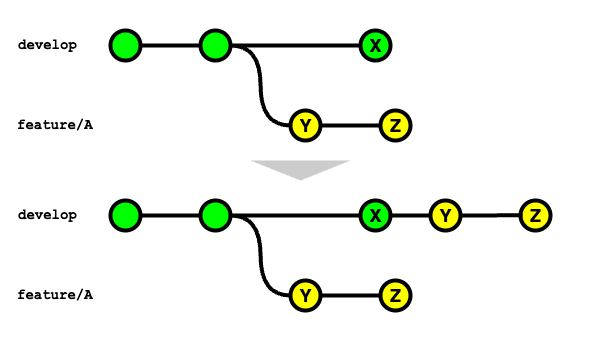 develop X
feature/A Y Z
develop X Y Z
feature/A Y Z